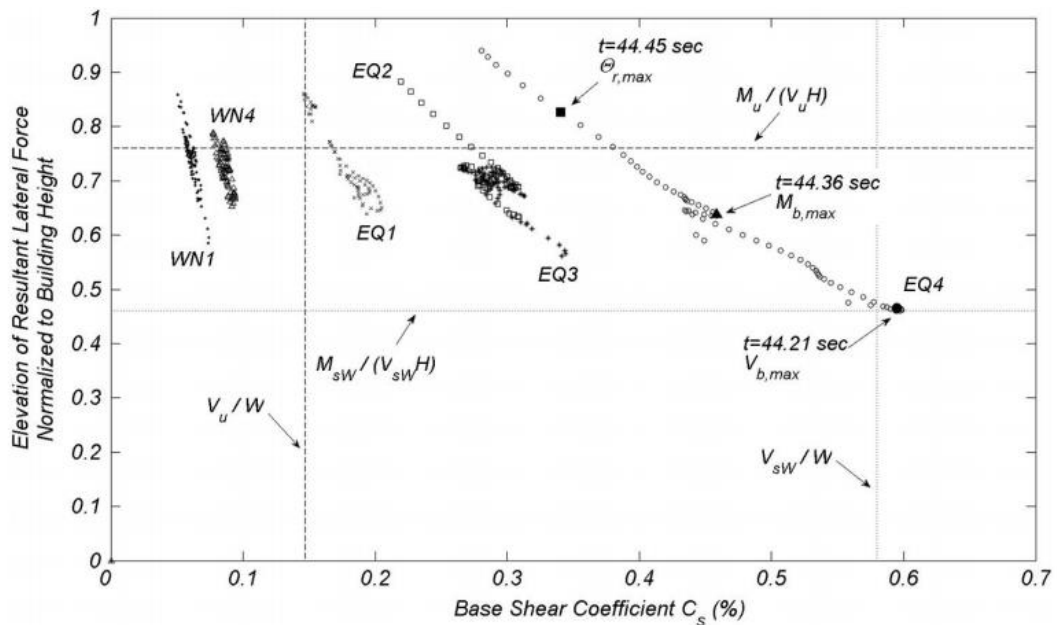 1
0.9
0.8
0.7
0.6
0.5
0.4
0.3
0.2
0.1
0
Elevation of Resultant Lateral Force
Normalized to Building Height
WN1
WN4
EQ1
EQ2
EQ3
t=44.45 sec
Θr,max
Mu / (VuH)
t=44.36 sec
Mb,max
EQ4
t=44.21 sec
Vb,max
MsW / (VsWH)
Vu / W
VsW / W
0 0.1 0.2 0.3 0.4 0.5 0.6 0.7
Base Shear Coefficient Cs (%)